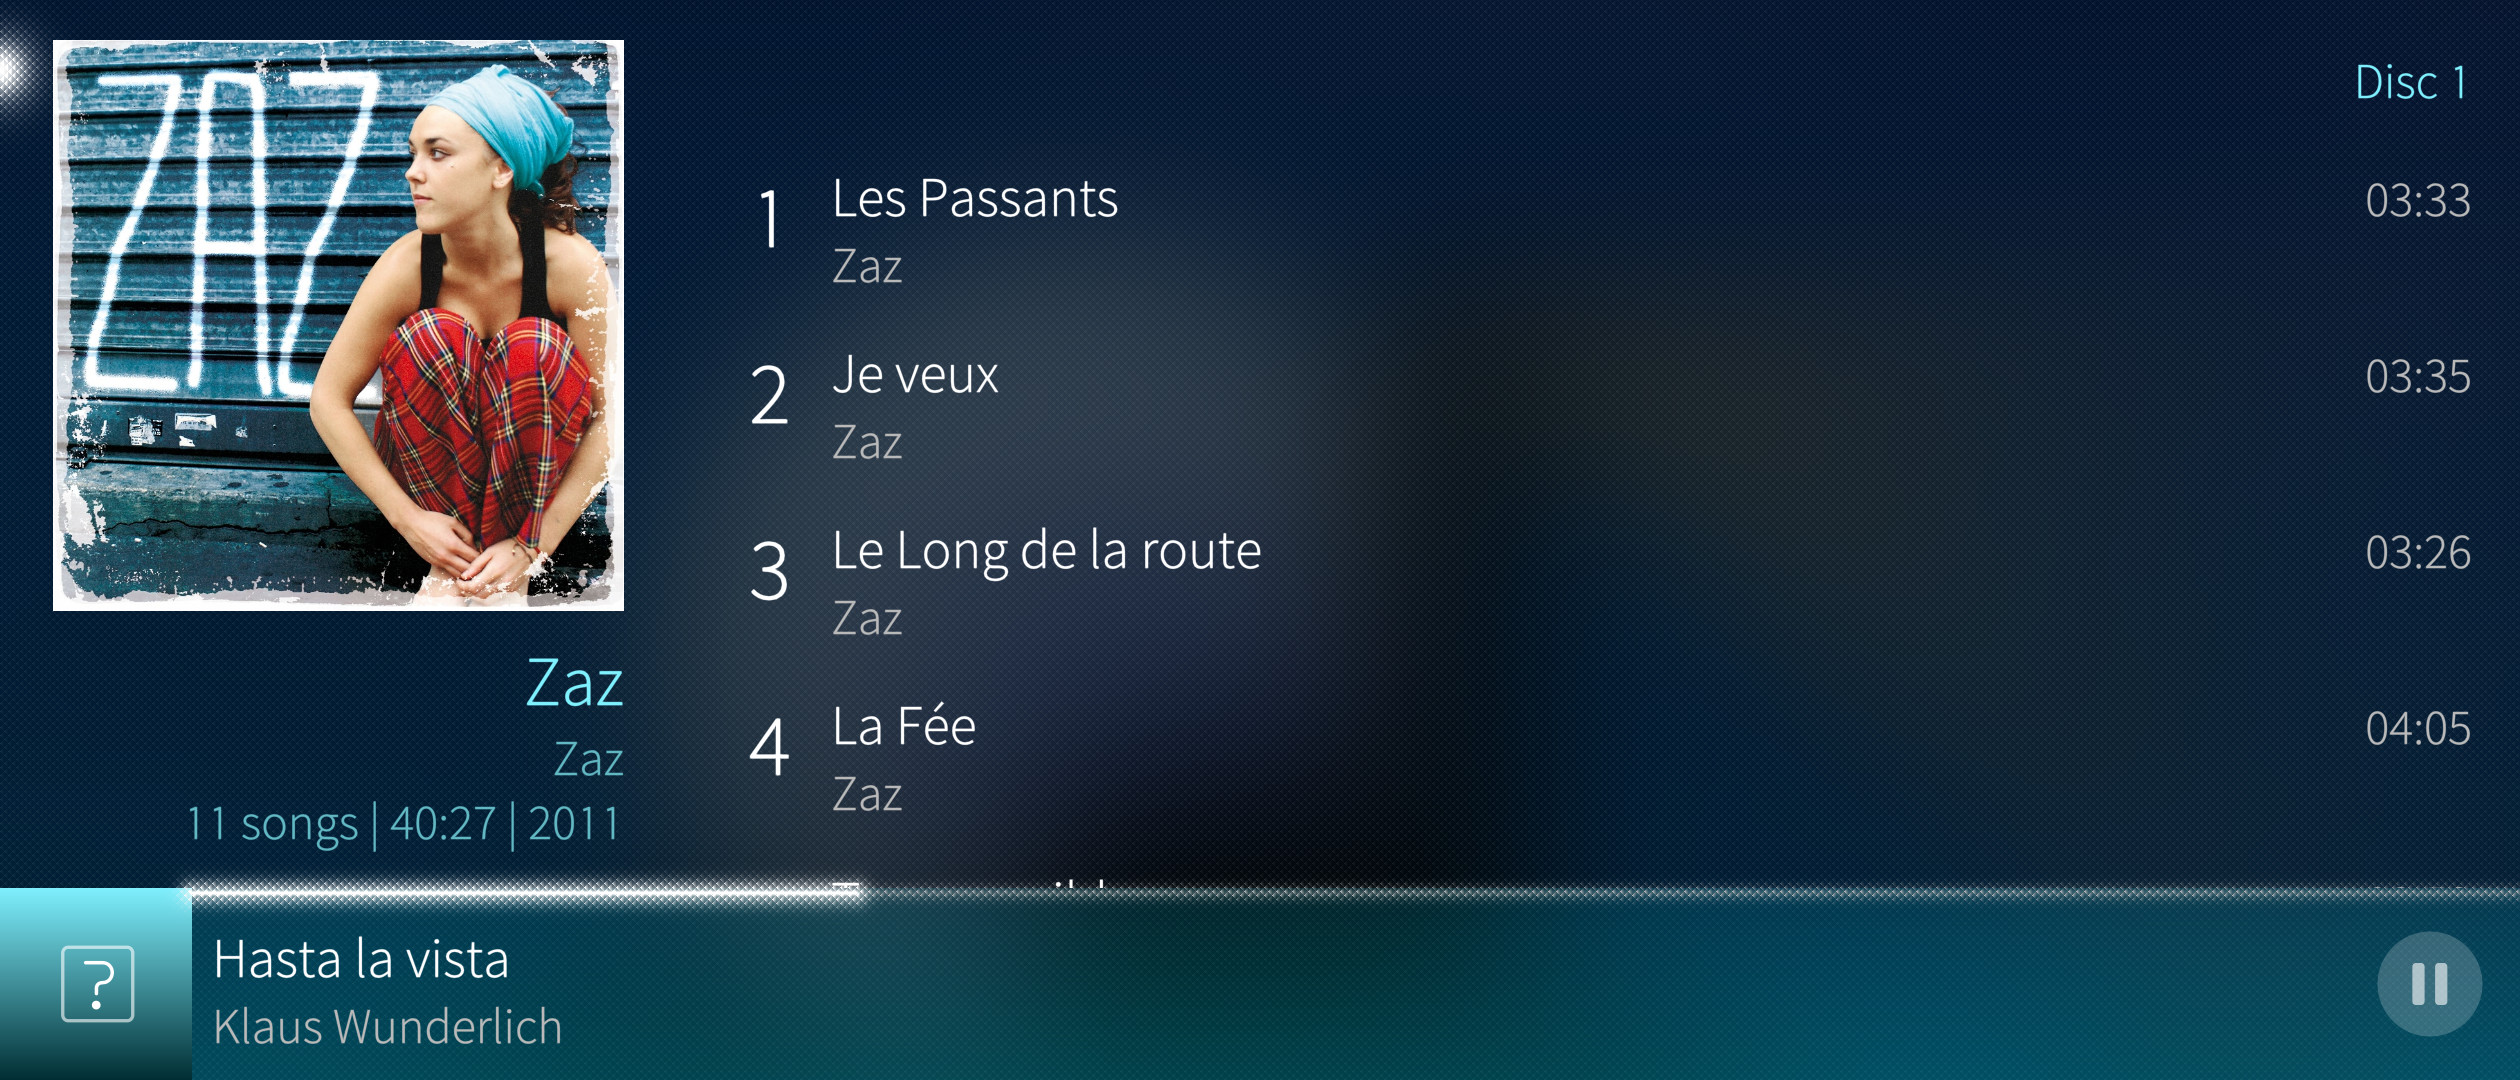 ZAZ
Zaz
Zaz
11 songs | 40:27 | 2011
Disc 1
1
Les Passants
03:33
Zaz
2
Je veux
03:35
Zaz
3
Le Long de la route
03:26
Zaz
4
La Fée
04:05
Zaz
?
Hasta la vista
Klaus Wunderlich